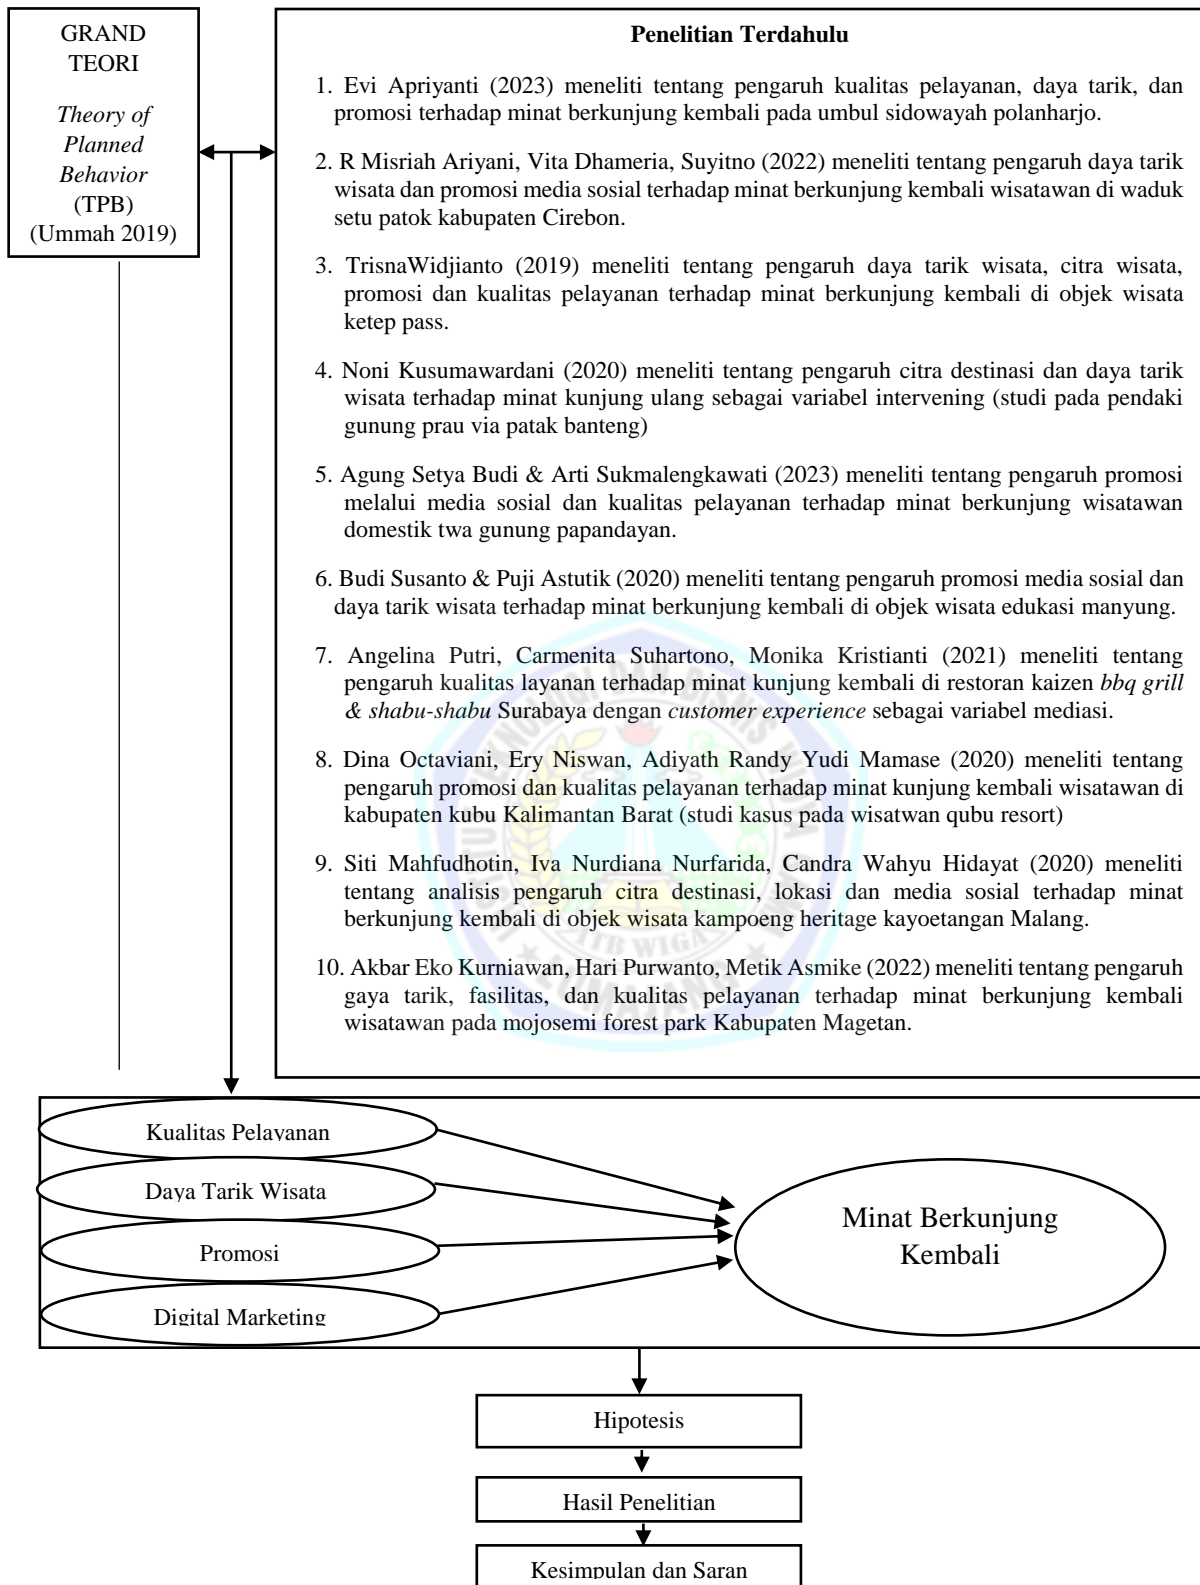 GRAND
TEORI
Theory of
Planned
Behavior
(TPB)
(Ummah 2019)
Penelitian Terdahulu
1. Evi Apriyanti (2023) meneliti tentang pengaruh kualitas pelayanan, daya tarik, dan
promosi terhadap minat berkunjung kembali pada umbul sidowayah polanharjo.
2. R Misriah Ariyani, Vita Dhameria, Suyitno (2022) meneliti tentang pengaruh daya tarik
wisata dan promosi media sosial terhadap minat berkunjung kembali wisatawan di waduk
setu patok kabupaten Cirebon.
3. TrisnaWidjianto (2019) meneliti tentang pengaruh daya tarik wisata, citra wisata,
promosi dan kualitas pelayanan terhadap minat berkunjung kembali di objek wisata
ketep pass.
4. Noni Kusumawardani (2020) meneliti tentang pengaruh citra destinasi dan daya tarik
wisata terhadap minat kunjung ulang sebagai variabel intervening (studi pada pendaki
gunung prau via patak banteng)
5. Agung Setya Budi & Arti Sukmalengkawati (2023) meneliti tentang pengaruh promosi
melalui media sosial dan kualitas pelayanan terhadap minat berkunjung wisatawan
domestik twa gunung papandayan.
6. Budi Susanto & Puji Astutik (2020) meneliti tentang pengaruh promosi media sosial dan
daya tarik wisata terhadap minat berkunjung kembali di objek wisata edukasi manyung.
7. Angelina Putri, Carmenita Suhartono, Monika Kristianti (2021) meneliti tentang
pengaruh kualitas layanan terhadap minat kunjung kembali di restoran kaizen bbq grill
& shabu-shabu Surabaya dengan customer experience sebagai variabel mediasi.
8. Dina Octaviani, Ery Niswan, Adiyath Randy Yudi Mamase (2020) meneliti tentang
pengaruh promosi dan kualitas pelayanan terhadap minat kunjung kembali wisatawan di
kabupaten kubu Kalimantan Barat (studi kasus pada wisatwan qubu resort)
9. Siti Mahfudhotin, Iva Nurdiana Nurfarida, Candra Wahyu Hidayat (2020) meneliti
tentang analisis pengaruh citra destinasi, lokasi dan media sosial terhadap minat
berkunjung kembali di objek wisata kampoeng heritage kayoetangan Malang.
10. Akbar Eko Kurniawan, Hari Purwanto, Metik Asmike (2022) meneliti tentang pengaruh
gaya tarik, fasilitas, dan kualitas pelayanan terhadap minat berkunjung kembali
wisatawan pada mojosemi forest park Kabupaten Magetan.
INSTITUT TEKNOLOGI DAN BISNIS WIDYA GAMA
ITB WIGA
LUMAJANG
Kualitas Pelayanan
Daya Tarik Wisata
Promosi
Digital Marketing
Minat Berkunjung
Kembali
Hipotesis
Hasil Penelitian
Kesimpulan dan Saran